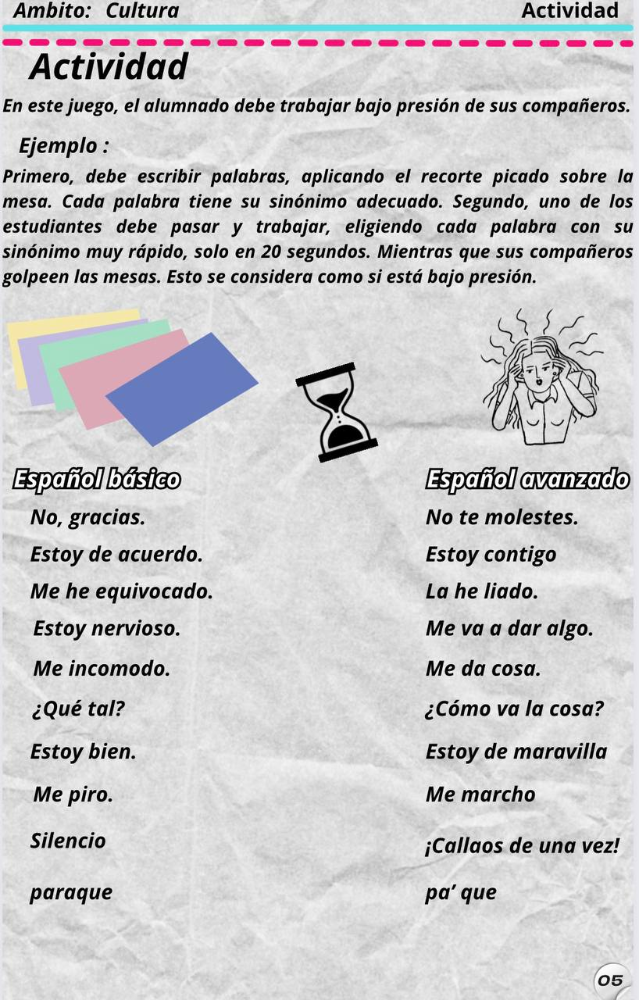 Ambito: Cultura Actividad
Actividad
En este juego, el alumnado debe trabajar bajo presión de sus compañeros.
Ejemplo :
Primero, debe escribir palabras, aplicando el recorte picado sobre la
mesa. Cada palabra tiene su sinónimo adecuado. Segundo, uno de los
estudiantes debe pasar y trabajar, eligiendo cada palabra con su
sinónimo muy rápido, solo en 20 segundos. Mientras que sus compañeros
golpeen las mesas. Esto se considera como si está bajo presión.
Español básico Español avanzado
No, gracias. No te molestes.
Estoy de acuerdo. Estoy contigo
Me he equivocado. La he liado.
Estoy nervioso. Me va a dar algo.
Me incomodo. Me da cosa.
¿Qué tal? ¿Cómo va la cosa?
Estoy bien. Estoy de maravilla
Me piro. Me marcho
Silencio ¡Callaos de una vez!
paraque pa’ que
05